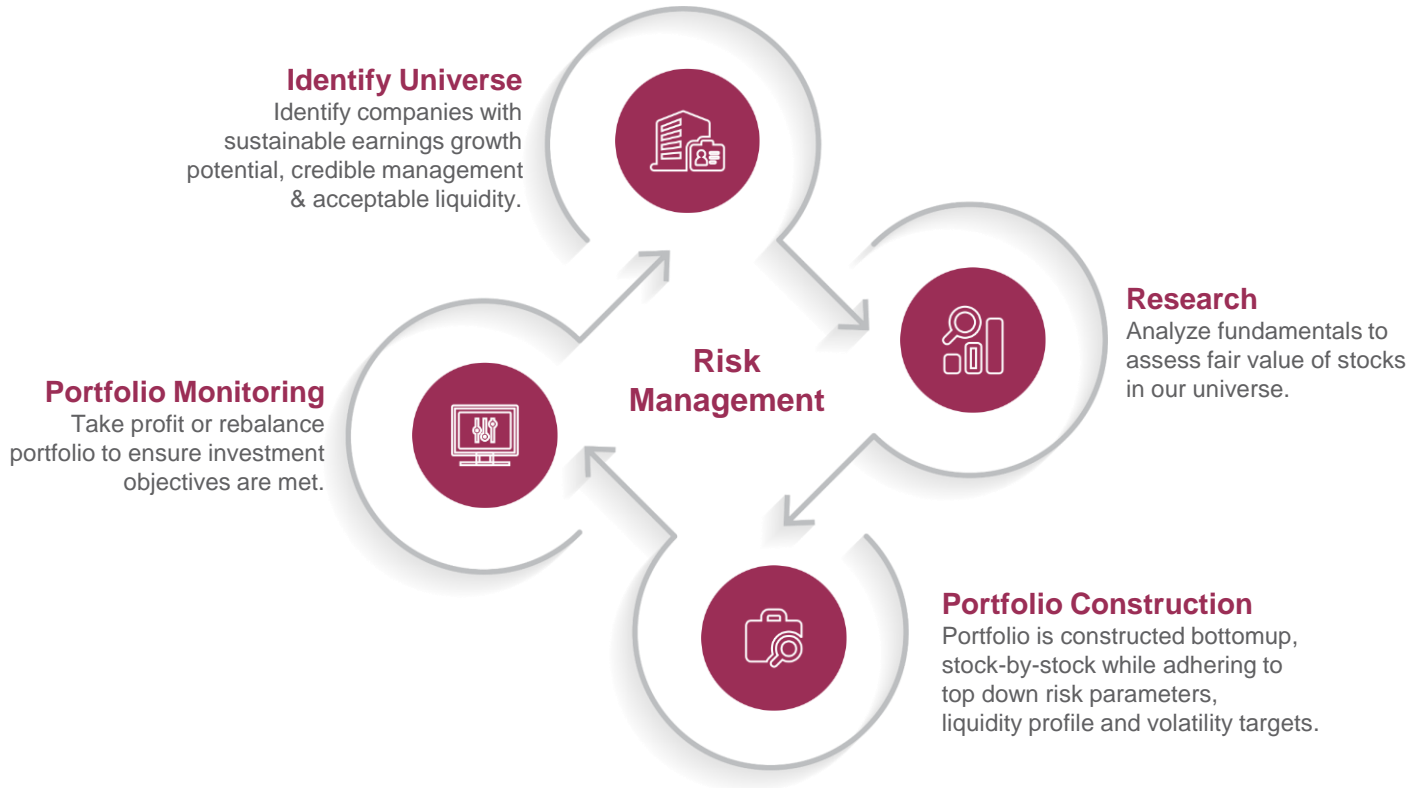 Identify Universe
Identify companies with
sustainable earnings growth
potential, credible management
& acceptable liquidity.
Research
Analyze fundamentals to
assess fair value of stocks
in our universe.
Risk
Management
Portfolio Monitoring
Take profit or rebalance
portfolio to ensure investment
objectives are met.
Portfolio Construction
Portfolio is constructed bottomup,
stock-by-stock while adhering to
top down risk parameters,
liquidity profile and volatility targets.